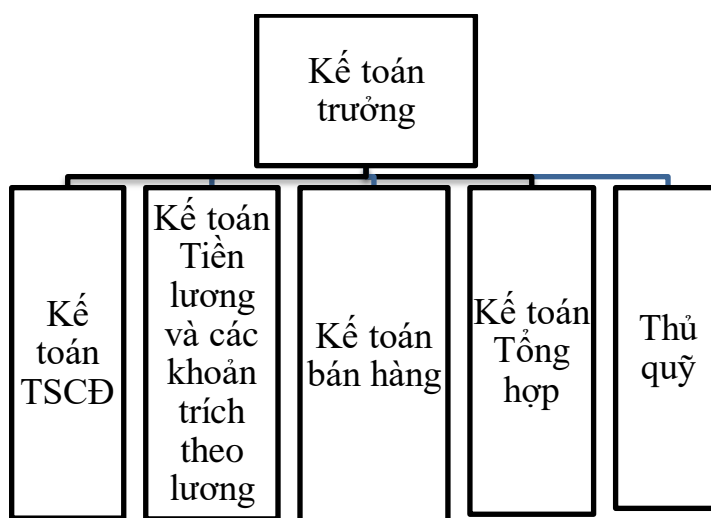 Kế toán
trưởng
Kế
toán
TSCĐ
Kế toán
Tiền
lương
và các
khoản
trích
theo
lương
Kế toán
bán hàng
Kế toán
Tổng
hợp
Thủ
quỹ